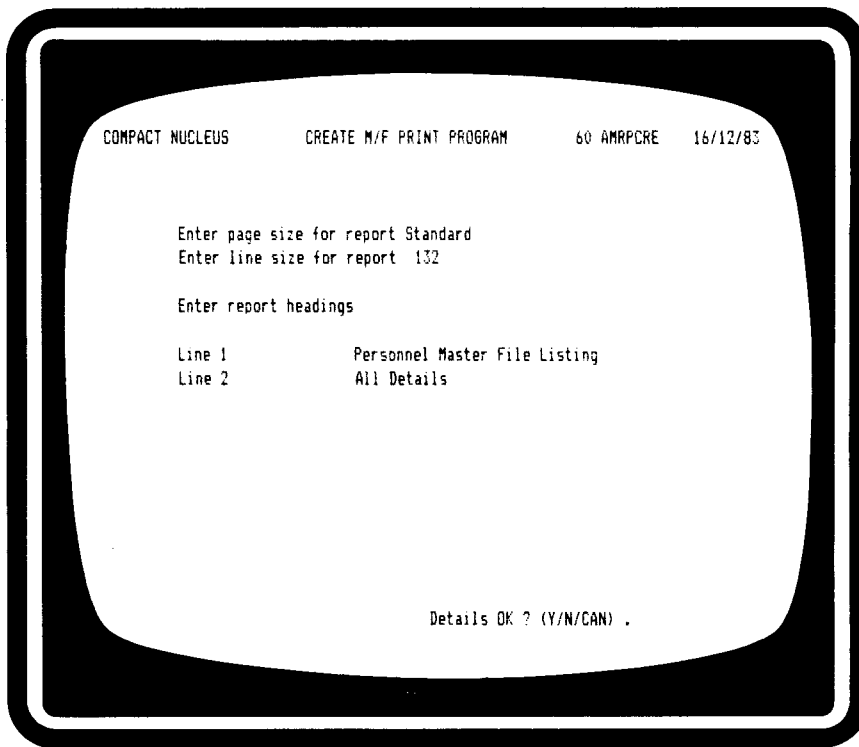 COMPACT NUCLEUS CREATE M/F PRINT PROGRAM 60 AMRPCRE 16/12/83
Enter page size for report Standard
Enter line size for report 132
Enter report headings
Line 1 Personnel Master File Listing
Line 2 All Details
Details OK ? (Y/N/CAN) .